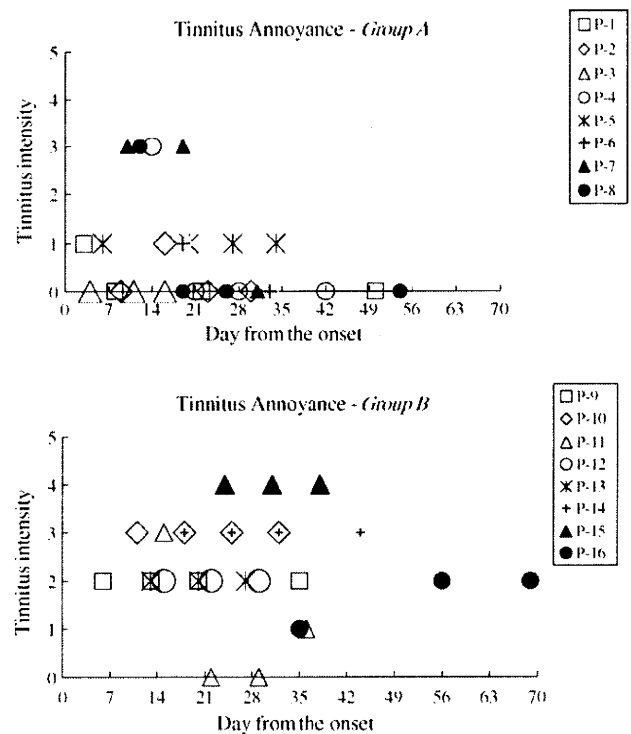 Tinnitus Annoyance - Group A
5
4
3
2
1
0
Tinnitus intensity
0 7 14 21 28 35 42 49 56 63 70
Day from the onset
P-1
P-2
P-3
P-4
P-5
P-6
P-7
P-8
Tinnitus Annoyance - Group B
5
4
3
2
1
0
Tinnitus intensity
0 7 14 21 28 35 42 49 56 63 70
Day from the onset
P-9
P-10
P-11
P-12
P-13
P-14
P-15
P-16